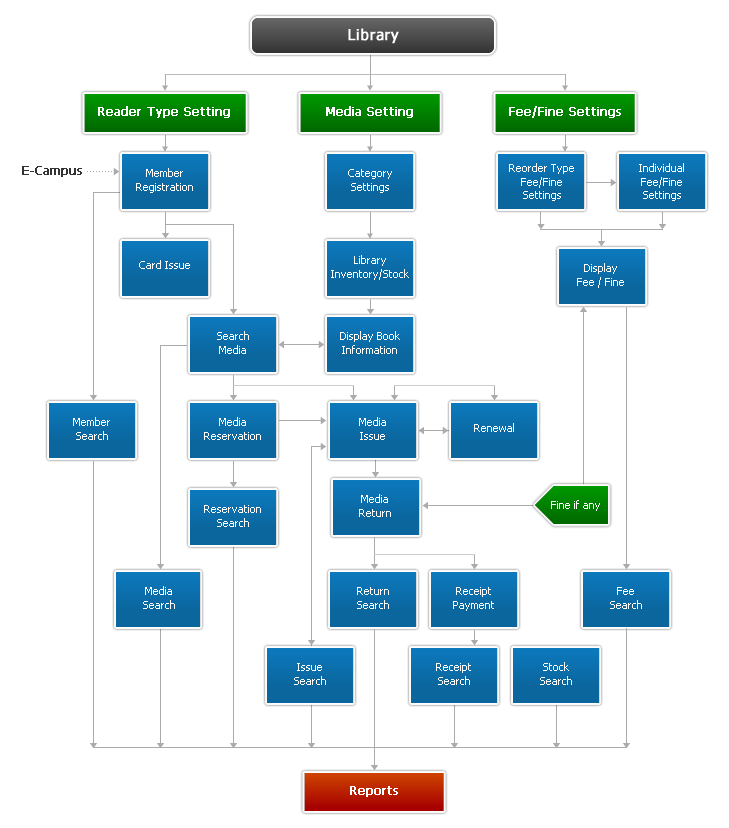 Library
Reader Type Setting
Media Setting
Fee/Fine Settings
E-Campus
Member
Registration
Category
Settings
Reorder Type
Fee/Fine
Settings
Individual
Fee/Fine
Settings
Card Issue
Library
Inventory/Stock
Display
Fee / Fine
Search
Media
Display Book
Information
Member
Search
Media
Reservation
Media
Issue
Renewal
Reservation
Search
Media
Return
Fine if any
Media
Search
Return
Search
Receipt
Payment
Fee
Search
Issue
Search
Receipt
Search
Stock
Search
Reports